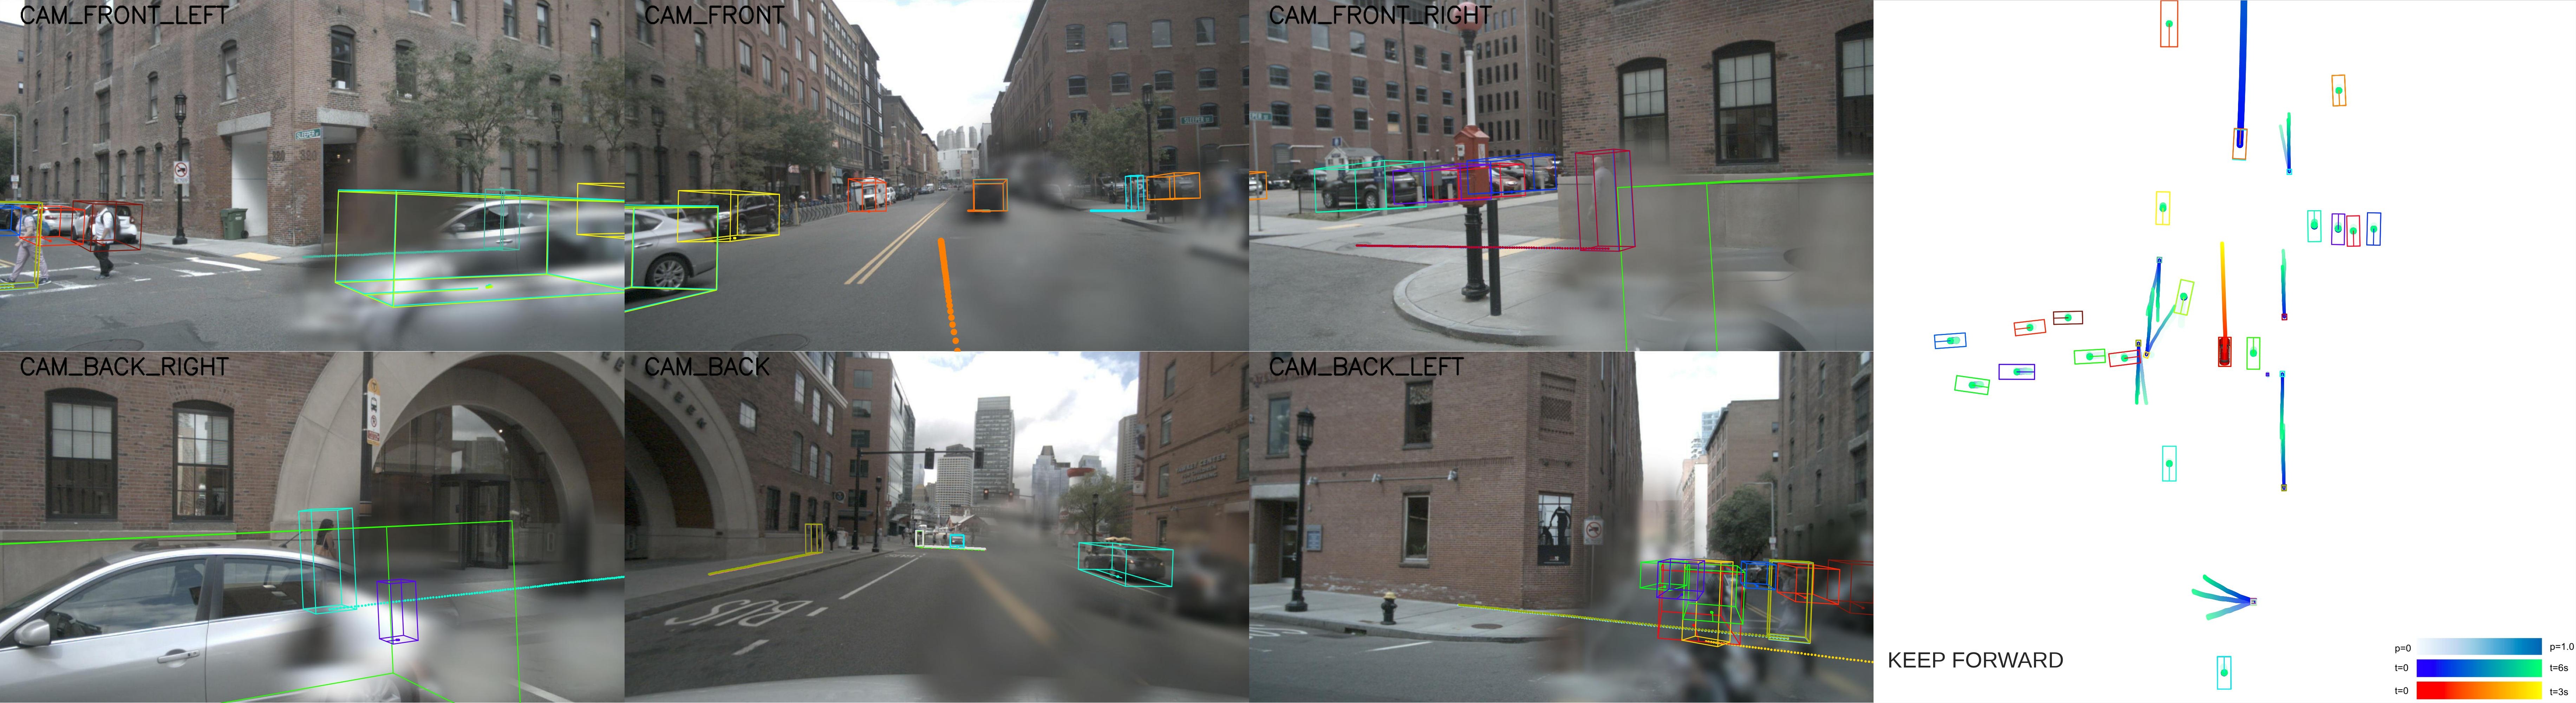 CAM_FRONT_LEFT
CAM_FRONT
CAM_FRONT_RIGHT
CAM_BACK_RIGHT
CAM_BACK
CAM_BACK_LEFT
BUS
KEEP FORWARD
p=0
p=1.0
t=0
t=6s
t=0
t=3s